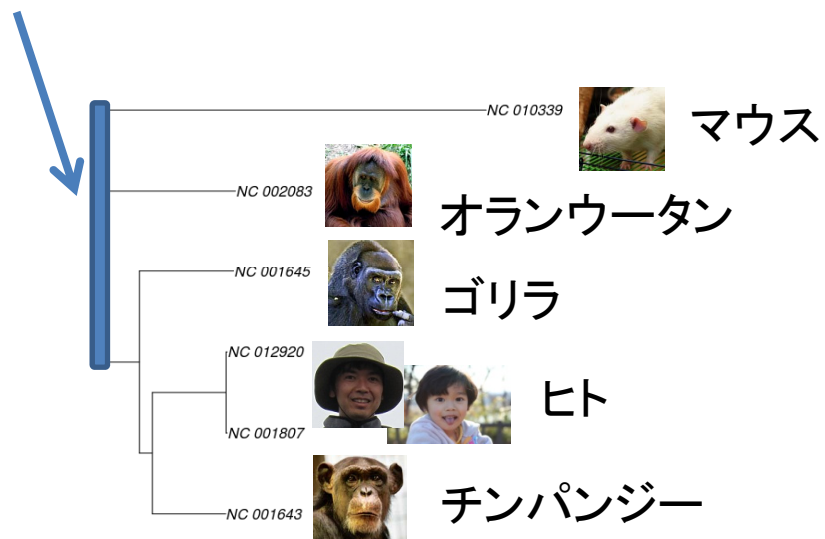 NC 010339
マウス
NC 002083
オランウータン
NC 001645
ゴリラ
NC 012920
ヒト
NC 001807
NC 001643
チンパンジー